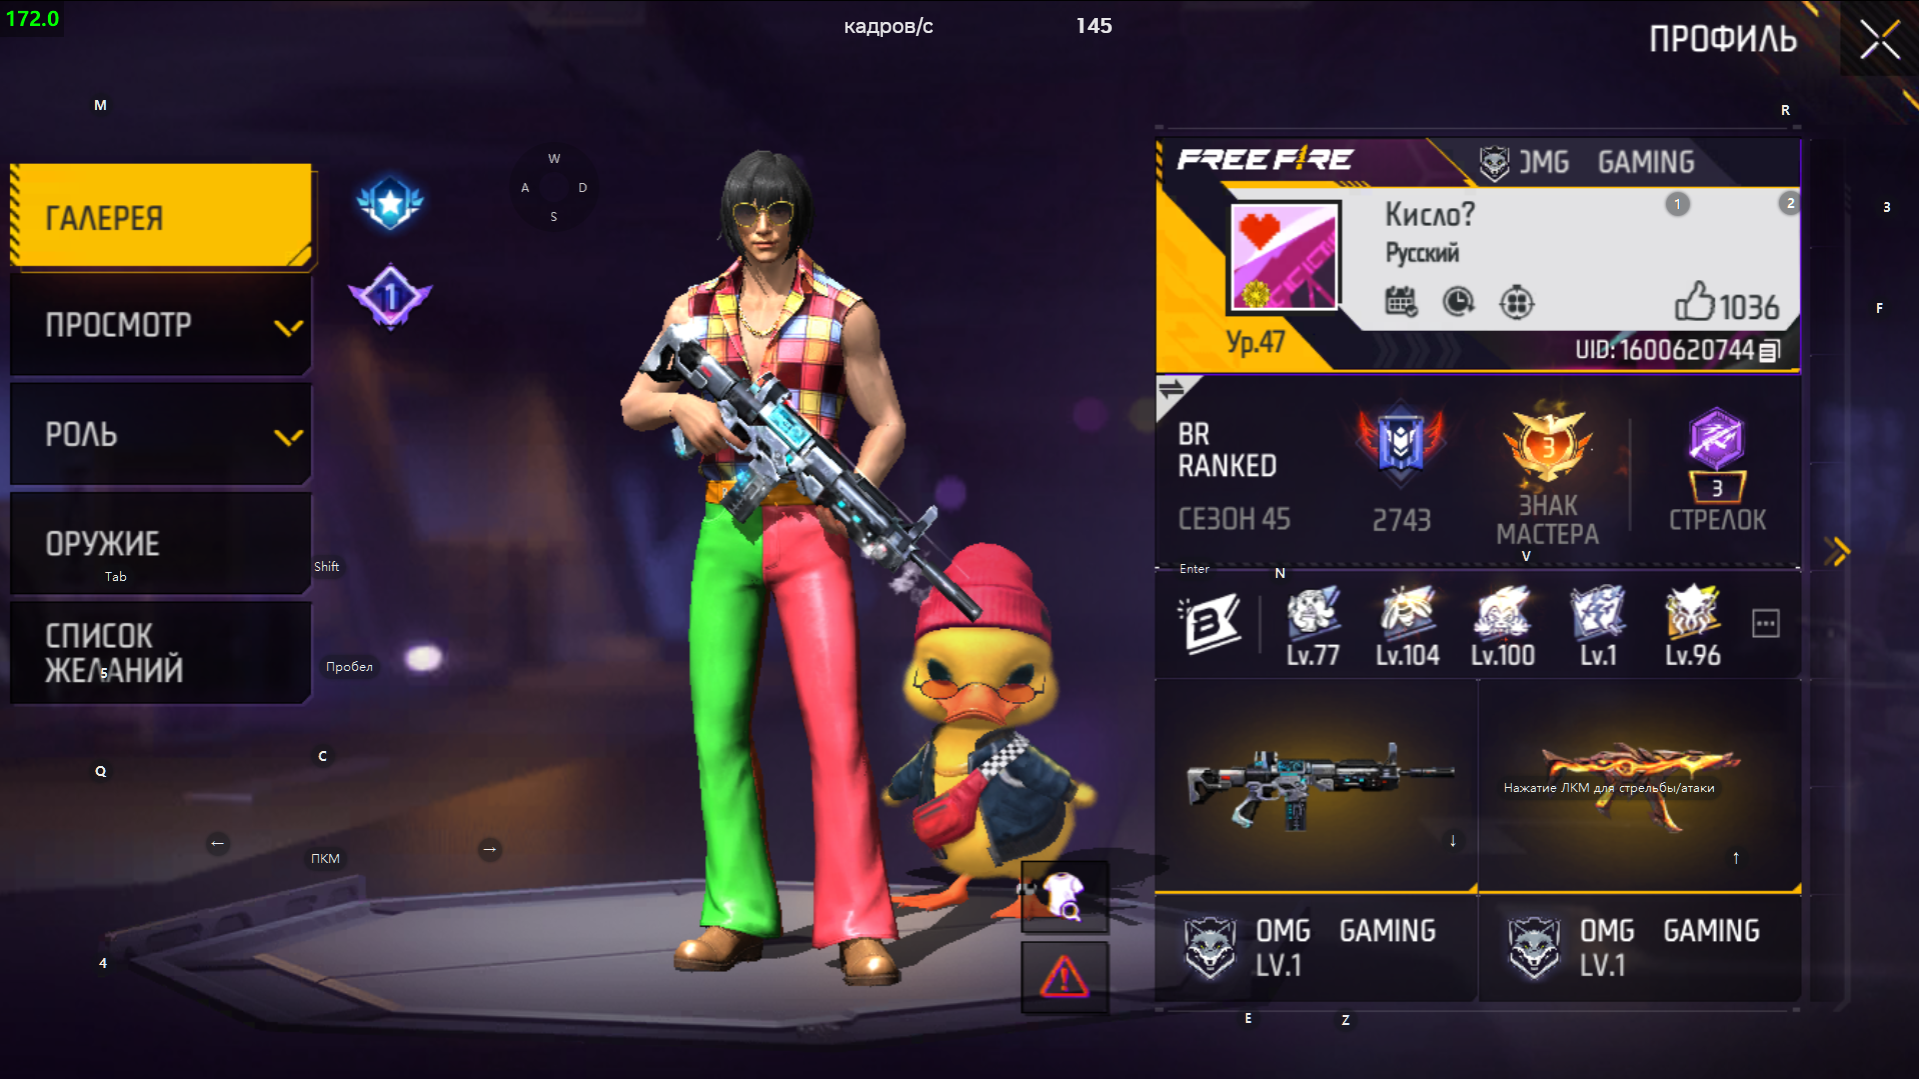 172.0
кадров/с 145
ПРОФИЛЬ
M
R
W
A D
S
ГАЛЕРЕЯ
ПРОСМОТР
РОЛЬ
ОРУЖИЕ
Tab
Shift
СПИСОК
ЖЕЛАНИЙ
5
Пробел
Q
C
←
ПКМ
→
4
1
FREE FIRE
OMG GAMING
Кисло?
1
2
3
Русский
F
1036
Ур.47
UID: 1600620744
BR
RANKED
СЕЗОН 45
2743
3
ЗНАК
МАСТЕРА
3
СТРЕЛОК
V
Enter
N
B
Lv.77
Lv.104
Lv.100
Lv.1
Lv.96
Нажатие ЛКМ для стрельбы/атаки
↓
↑
OMG GAMING
LV.1
OMG GAMING
LV.1
E
Z